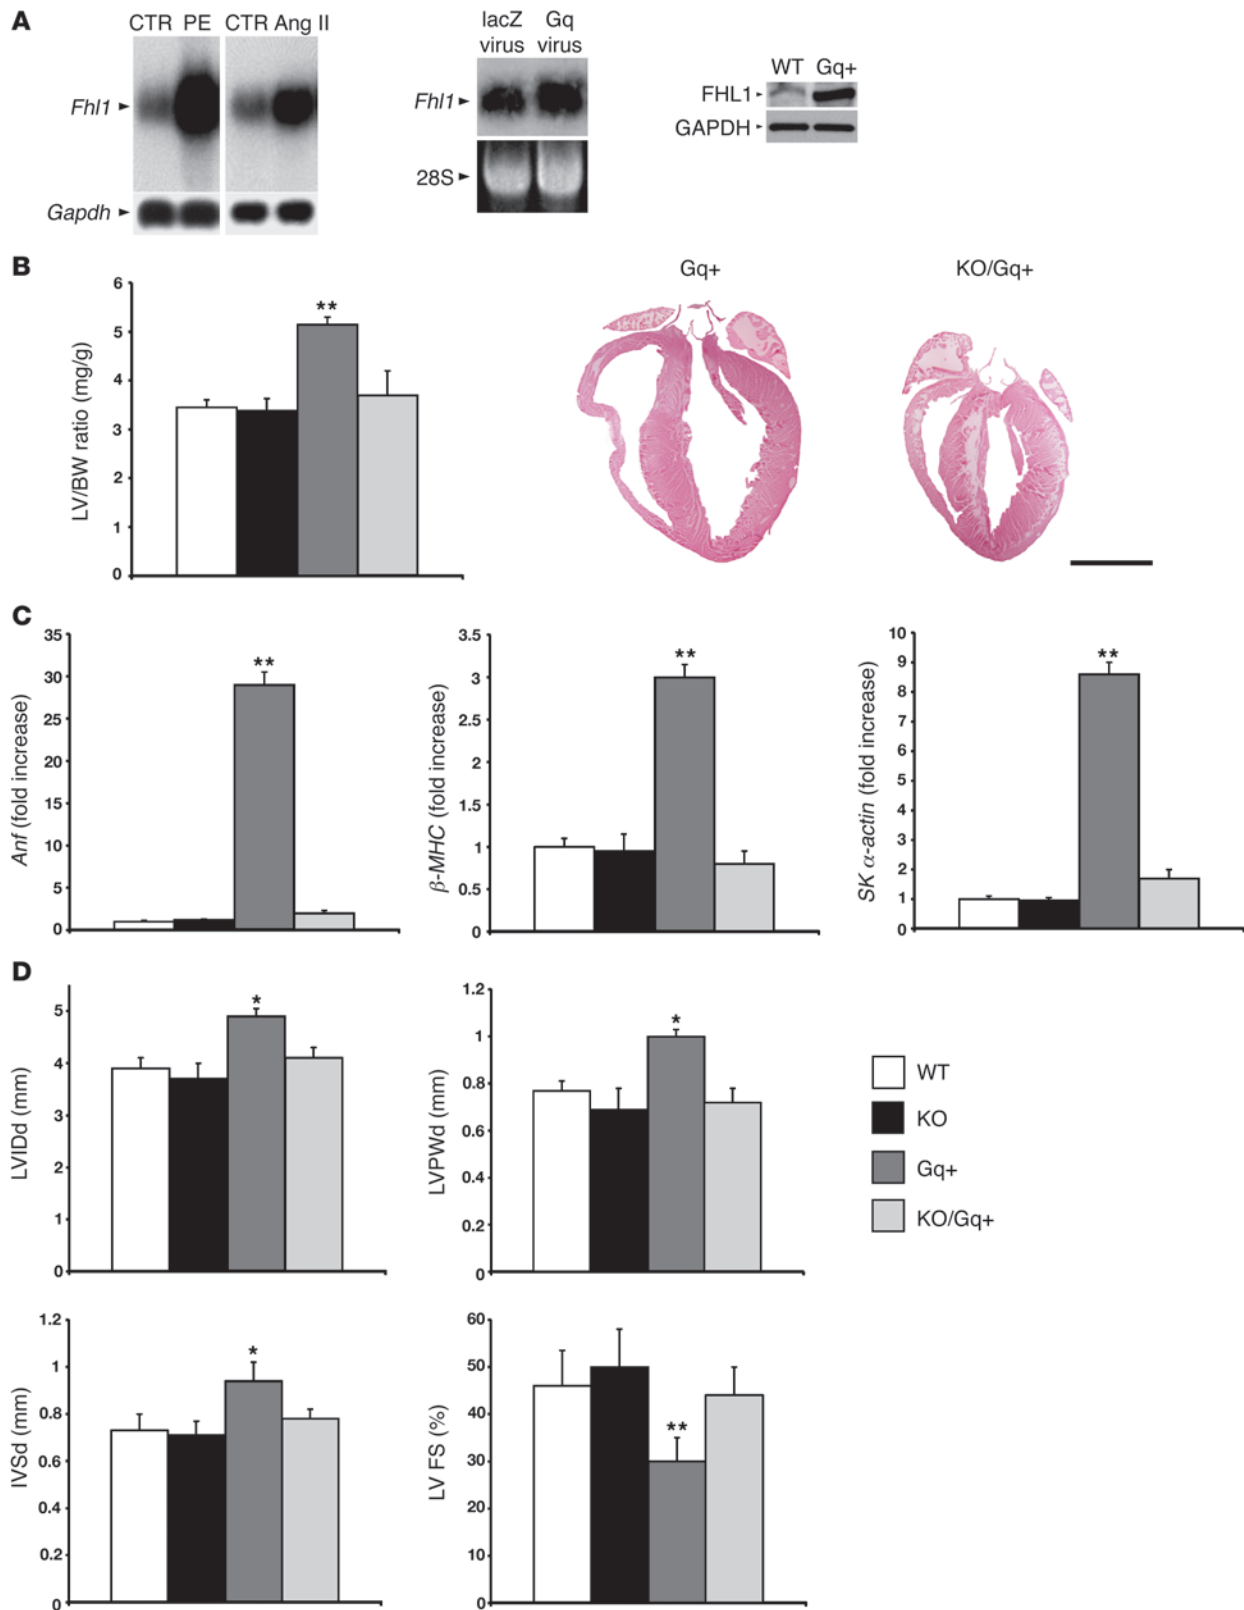 A
CTR PE CTR Ang II
Fhl1
Gapdh
lacZ virus Gq virus
Fhl1
28S
WT Gq+
FHL1
GAPDH
B
LV/BW ratio (mg/g)
6
5
4
3
2
1
0
**
Gq+
KO/Gq+
C
Anf (fold increase)
35
30
25
20
15
10
5
0
**
β-MHC (fold increase)
3.5
3
2.5
2
1.5
1
0.5
0
**
SK α-actin (fold increase)
10
9
8
7
6
5
4
3
2
1
0
**
D
LVIDd (mm)
5
4
3
2
1
0
*
LVPWd (mm)
1.2
1
0.8
0.6
0.4
0.2
0
*
WT
KO
Gq+
KO/Gq+
IVSd (mm)
1.2
1
0.8
0.6
0.4
0.2
0
*
LV FS (%)
60
50
40
30
20
10
0
**